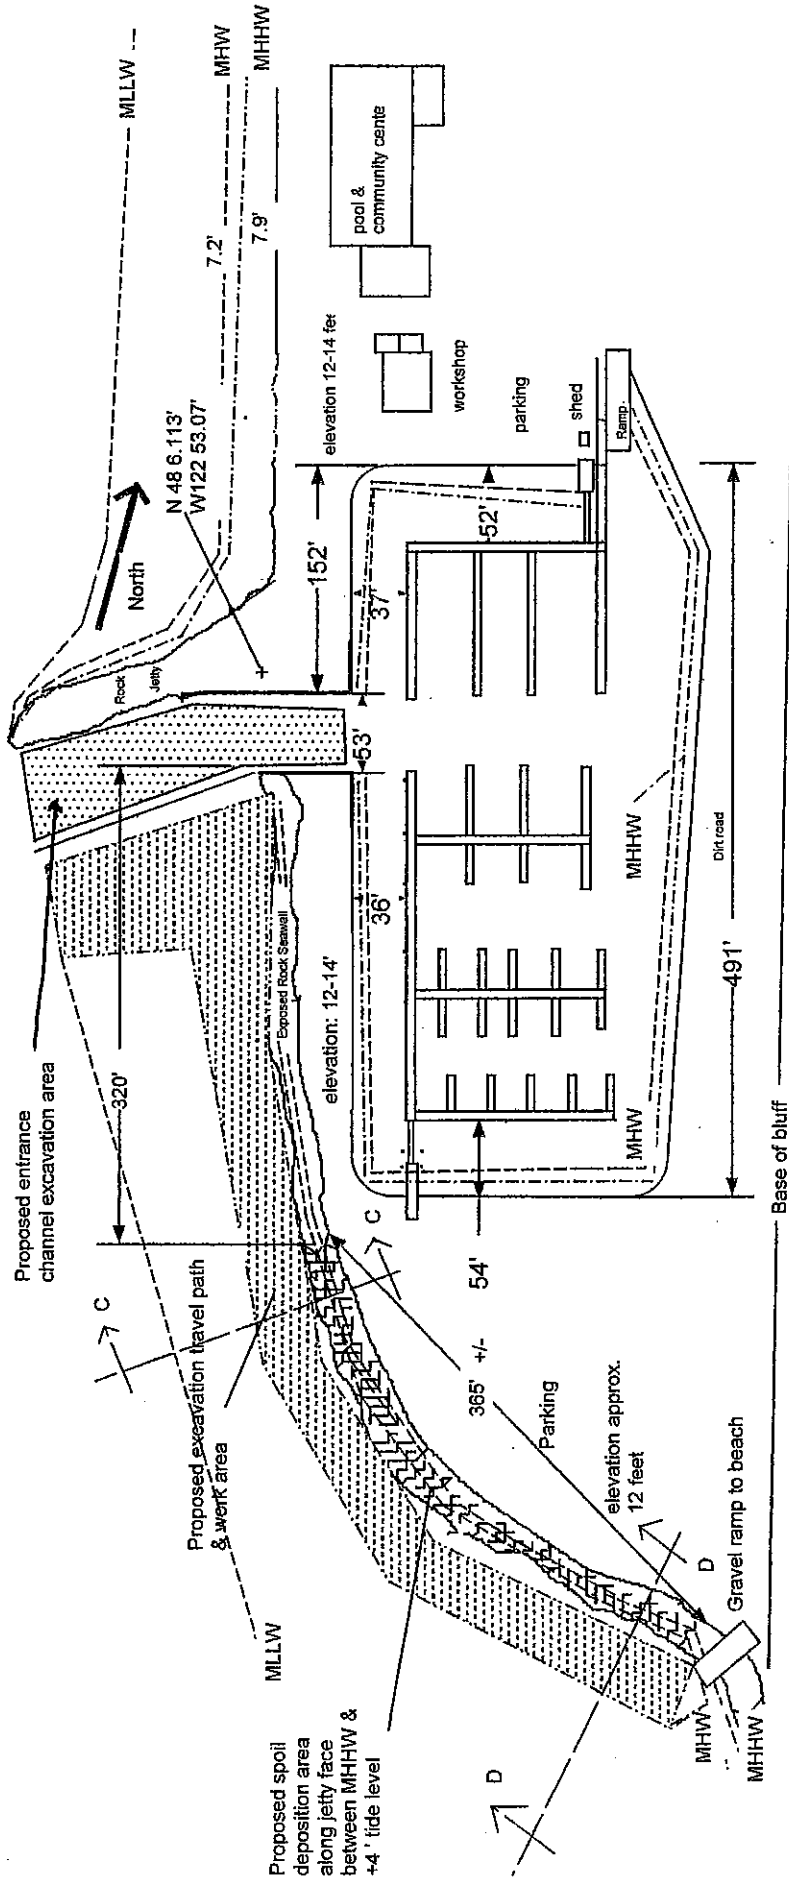 MLLW
MHW
MHHW
7.2'
7.9'
pool &
community cente
elevation 12-14 fee
workshop
parking
shed
Ramp
N 48 6.113'
W122 53.07'
North
Rock
Jetty
152'
52'
37'
53'
36'
Proposed entrance
channel excavation area
320'
Exposed Rock Seawall
elevation: 12-14'
MHHW
MHW
Dirt road
491'
Base of bluff
54'
C
C
Proposed excavation travel path
& work area
MLLW
365' +/-
Parking
elevation approx.
12 feet
D
D
Gravel ramp to beach
Proposed spoil
deposition area
along jetty face
between MHHW &
+4 ' tide level
MHW
MHHW